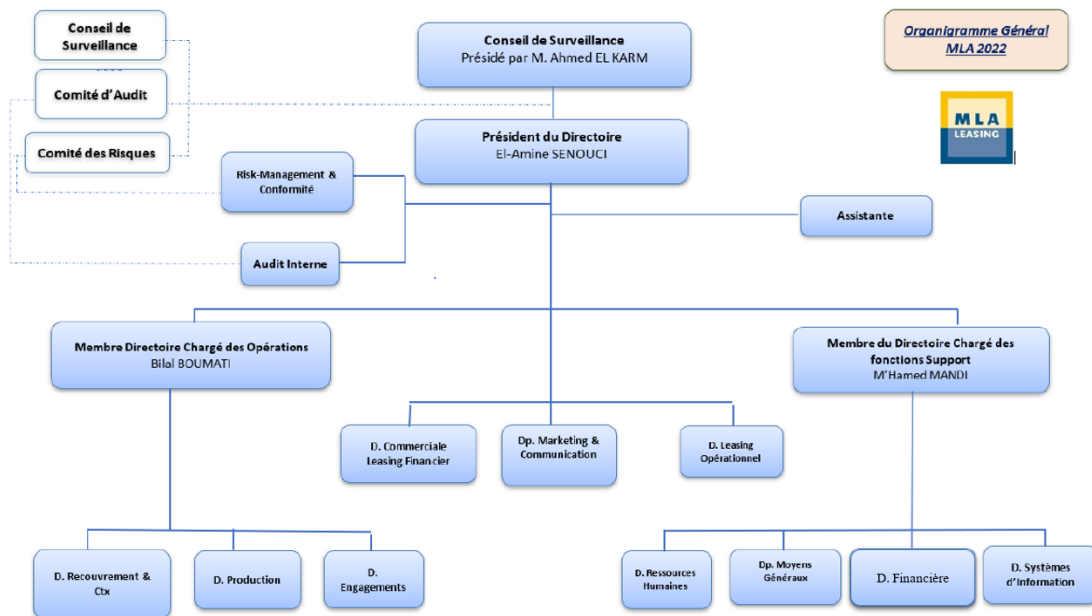 Conseil de
Surveillance
Comité d'Audit
Comité des Risques
Conseil de Surveillance
Présidé par M. Ahmed EL KARM
Organigramme Général
MLA 2022
MLA
LEASING
Président du Directoire
El-Amine SENOUCI
Risk-Management &
Conformité
Assistante
Audit Interne
Membre Directoire Chargé des Opérations
Bilal BOUMATI
Membre du Directoire Chargé des
fonctions Support
M'Hamed MANDI
D. Commerciale
Leasing Financier
Dp. Marketing &
Communication
D. Leasing
Opérationnel
D. Recouvrement &
Ctx
D. Production
D.
Engagements
D. Ressources
Humaines
Dp. Moyens
Généraux
D. Financière
D. Systèmes
d'Information